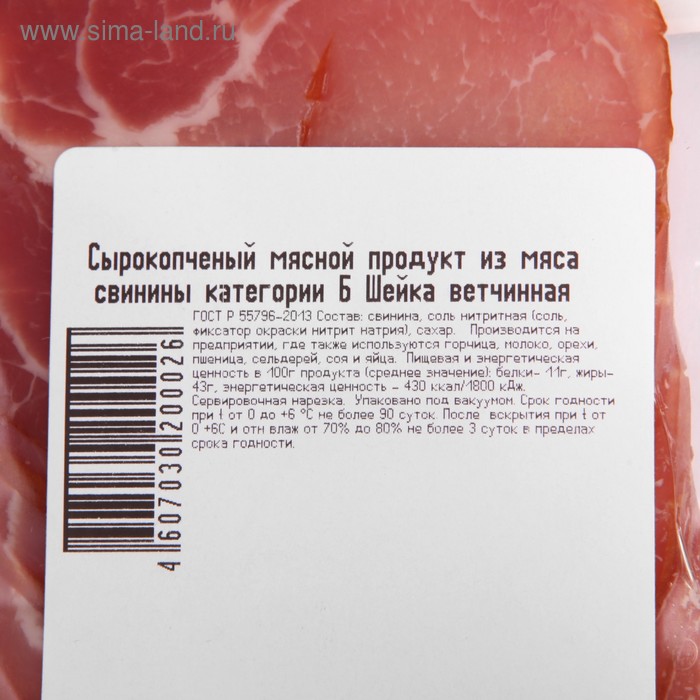 www.sima-land.ru
Сырокопченый мясной продукт из мяса
свинины категории Б Шейка ветчинная
ГОСТ Р 55796-2013 Состав: свинина, соль нитритная (соль,
фиксатор окраски нитрит натрия), сахар. Производится на
предприятии, где также используются горчица, молоко, орехи,
пшеница, сельдерей, соя и яйца. Пищевая и энергетическая
ценность в 100г продукта (среднее значение): белки- 11г, жиры-
43г, энергетическая ценность - 430 ккал/1800 кДж.
Сервировочная нарезка. Упаковано под вакуумом. Срок годности
при t от 0 до +6 °С не более 90 суток. После вскрытия при t от
0 +6С и отн влаж от 70% до 80% не более 3 суток в пределах
срока годности.
4 607030 200026